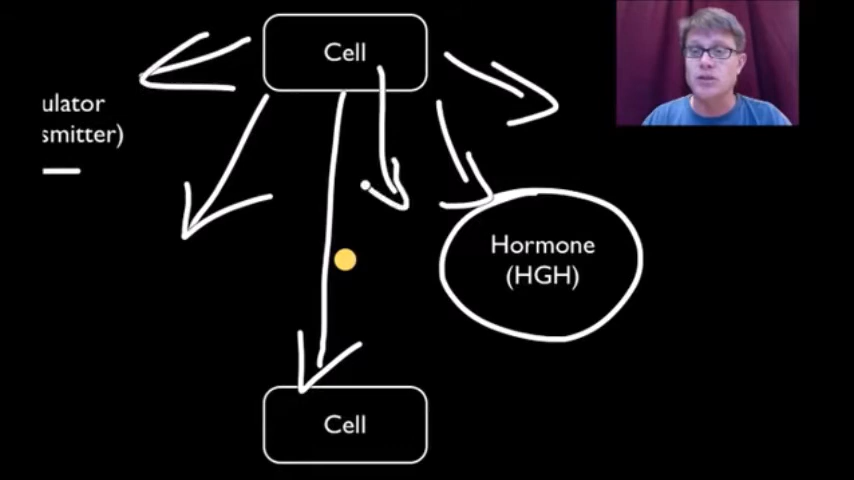 Cell
ulator
smitter)
Hormone
(HGH)
Cell